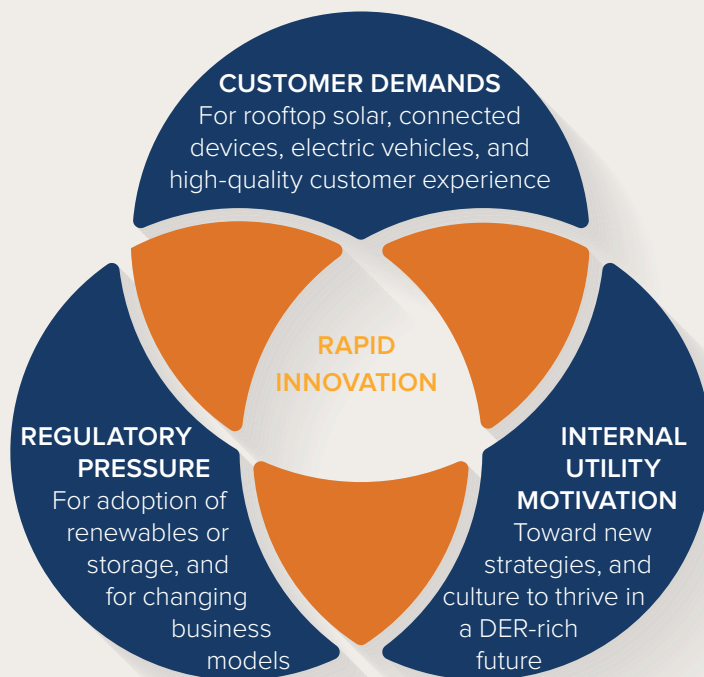 CUSTOMER DEMANDS
For rooftop solar, connected
devices, electric vehicles, and
high-quality customer experience
RAPID
INNOVATION
REGULATORY
PRESSURE
For adoption of
renewables or
storage, and
for changing
business
models
INTERNAL
UTILITY
MOTIVATION
Toward new
strategies, and
culture to thrive in
a DER-rich
future